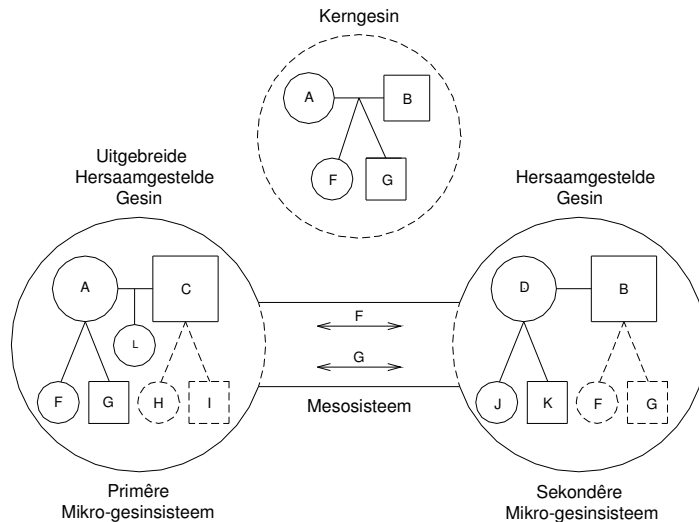 Kerngesin
A
B
F
G
Uitgebreide
Hersaamgestelde
Gesin
A
C
L
F
G
H
I
Primêre
Mikro-gesinsisteem
F
G
Mesosisteem
Hersaamgestelde
Gesin
D
B
J
K
F
G
Sekondêre
Mikro-gesinsisteem